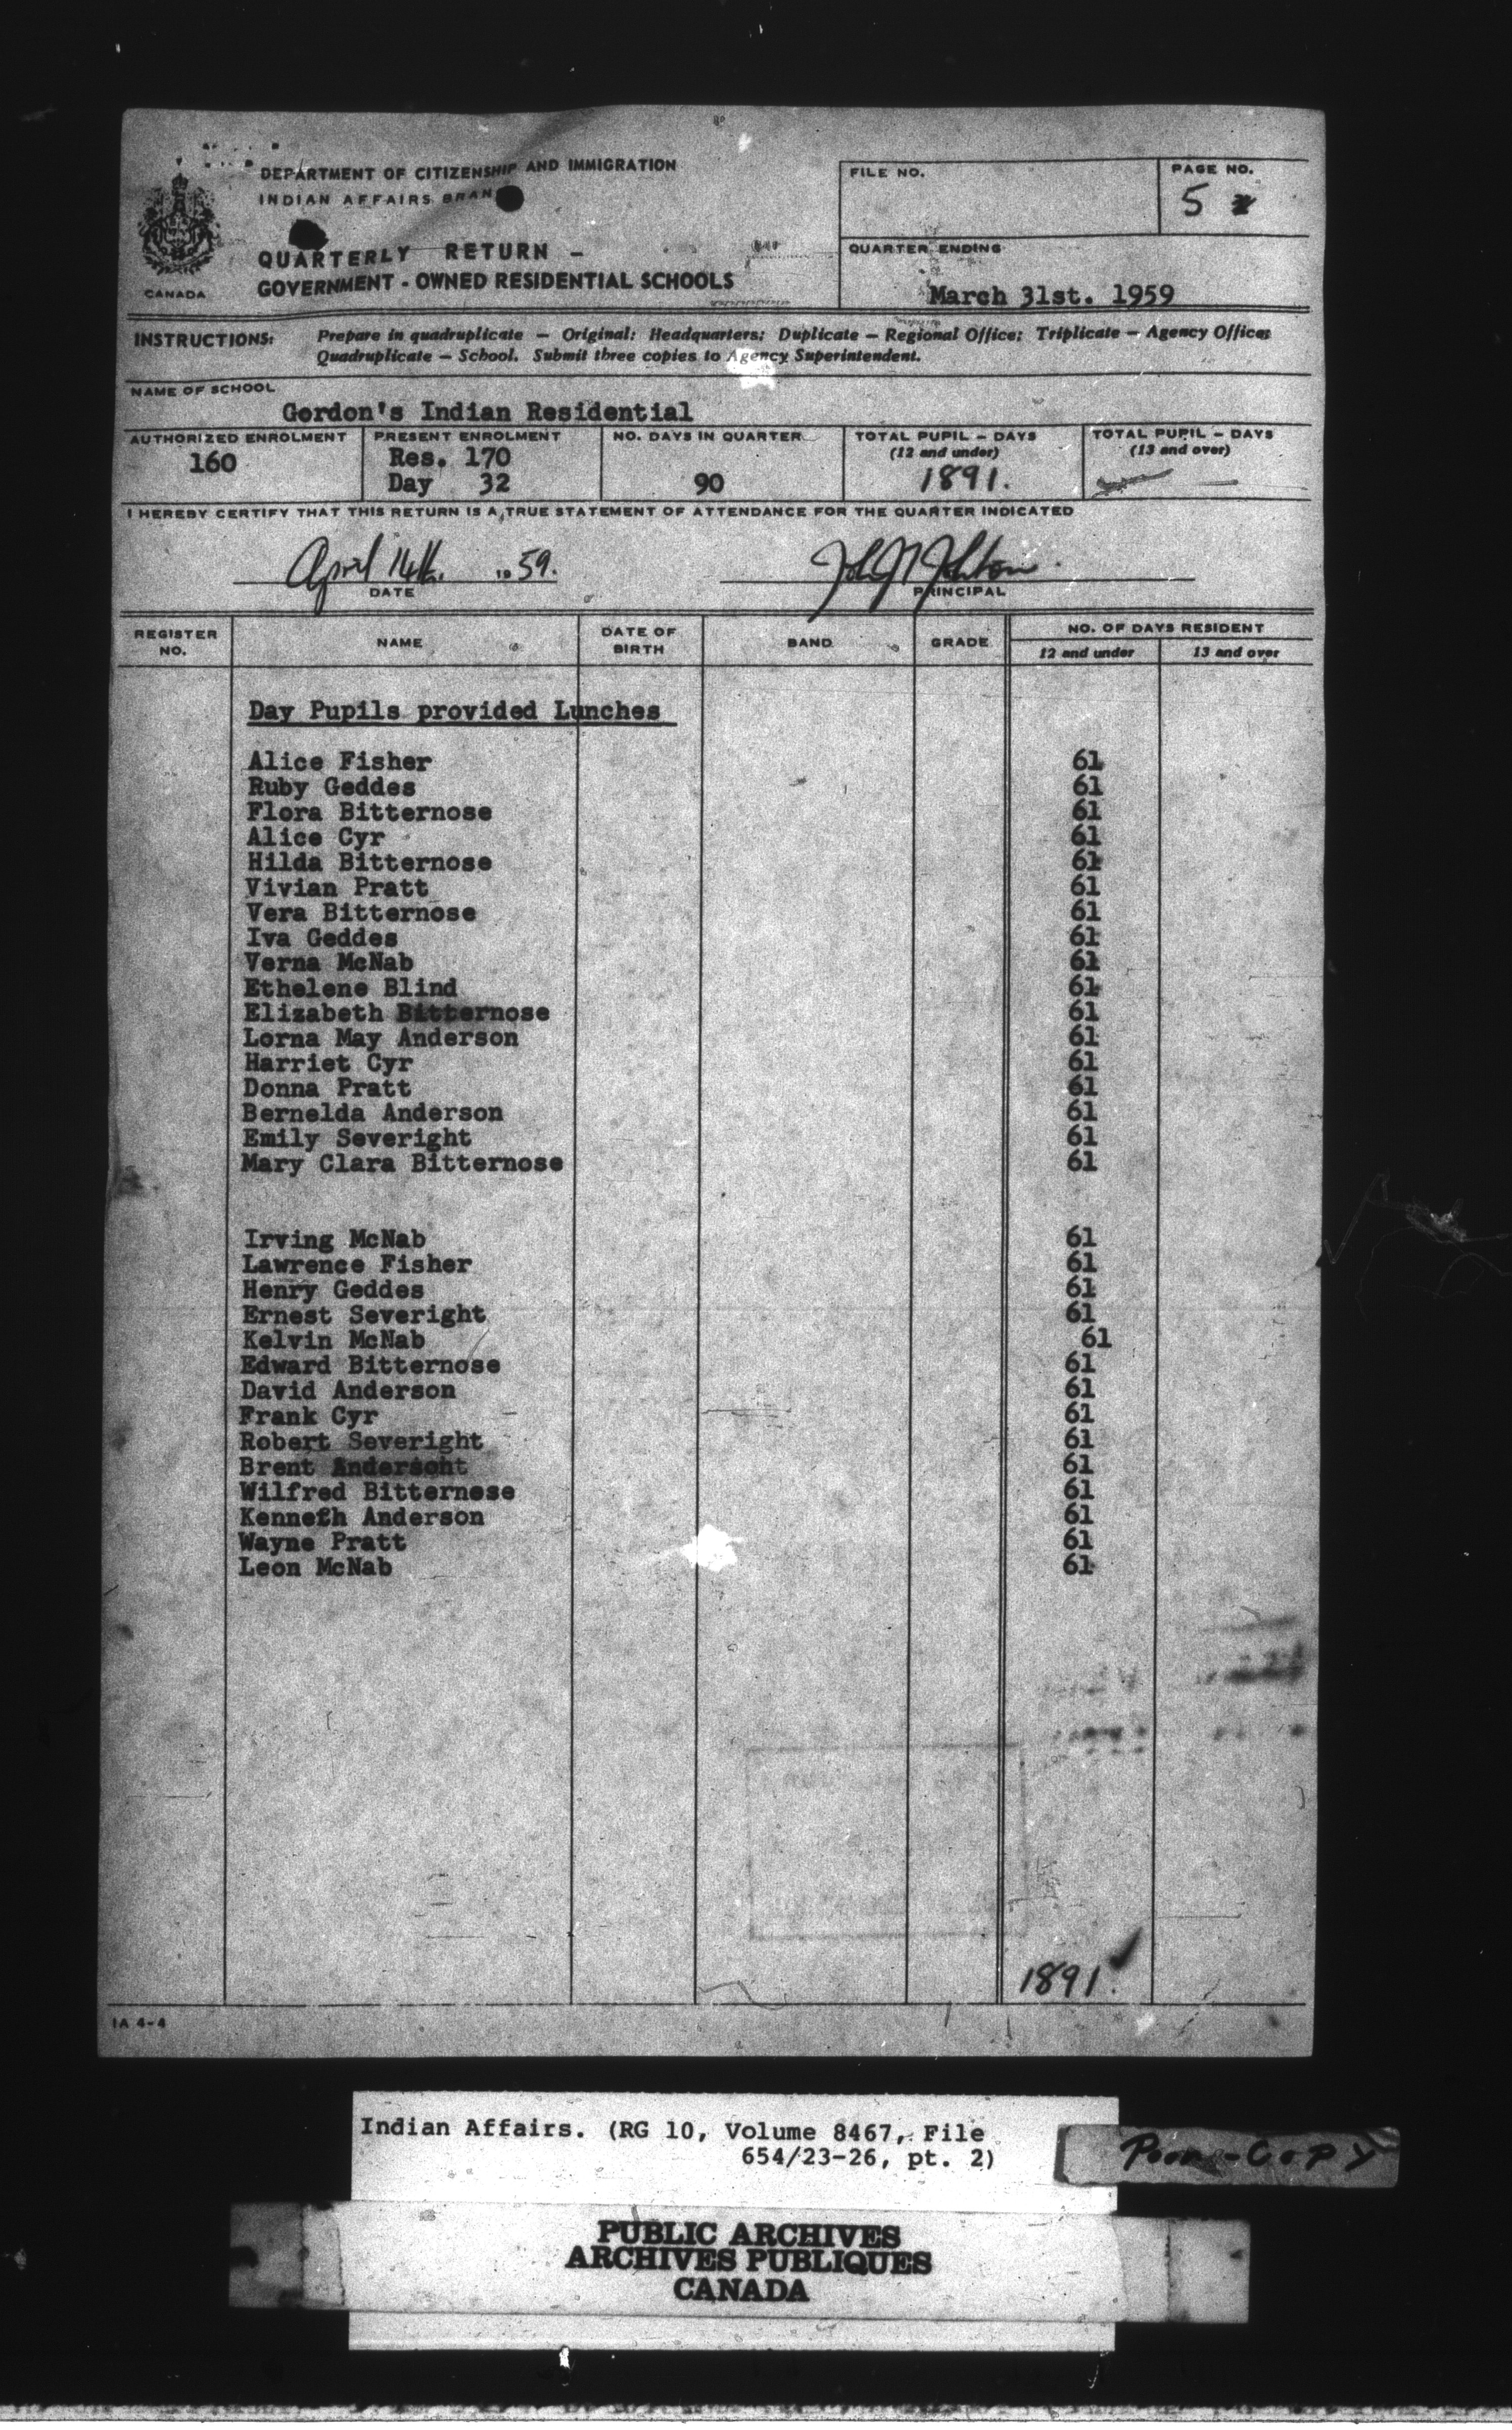 DEPARTMENT OF CITIZENSHIP AND IMMIGRATION
INDIAN AFFAIRS BRAN
QUARTERLY RETURN -
GOVERNMENT - OWNED RESIDENTIAL SCHOOLS
CANADA
FILE NO.
PAGE NO.
5
QUARTER ENDING
March 31st. 1959
INSTRUCTIONS: Prepare in quadruplicate — Original: Headquarters; Duplicate — Regional Office; Triplicate — Agency Office;
Quadruplicate — School. Submit three copies to Agency Superintendent.
NAME OF SCHOOL
Gordon's Indian Residential
AUTHORIZED ENROLMENT
160
PRESENT ENROLMENT
Res. 170
Day 32
NO. DAYS IN QUARTER
90
TOTAL PUPIL - DAYS
(12 and under)
1891.
TOTAL PUPIL - DAYS
(13 and over)
I HEREBY CERTIFY THAT THIS RETURN IS A TRUE STATEMENT OF ATTENDANCE FOR THE QUARTER INDICATED
April 14th. 19 59.
DATE
PRINCIPAL
REGISTER NO. NAME DATE OF BIRTH BAND GRADE NO. OF DAYS RESIDENT
12 and under 13 and over
Day Pupils provided Lunches
Alice Fisher 61
Ruby Geddes 61
Flora Bitternose 61
Alice Cyr 61
Hilda Bitternose 61
Vivian Pratt 61
Vera Bitternose 61
Iva Geddes 61
Verna McNab 61
Ethelene Blind 61
Elizabeth Bitternose 61
Lorna May Anderson 61
Harriet Cyr 61
Donna Pratt 61
Bernelda Anderson 61
Emily Severight 61
Mary Clara Bitternose 61
Irving McNab 61
Lawrence Fisher 61
Henry Geddes 61
Ernest Severight 61
Kelvin McNab 61
Edward Bitternose 61
David Anderson 61
Frank Cyr 61
Robert Severight 61
Brent 61
Wilfred Bitternose 61
Kenneth Anderson 61
Wayne Pratt 61
Leon McNab 61
1891.
IA 4-4
Indian Affairs. (RG 10, Volume 8467, File
654/23-26, pt. 2)
Poor-COPY
PUBLIC ARCHIVES
ARCHIVES PUBLIQUES
CANADA